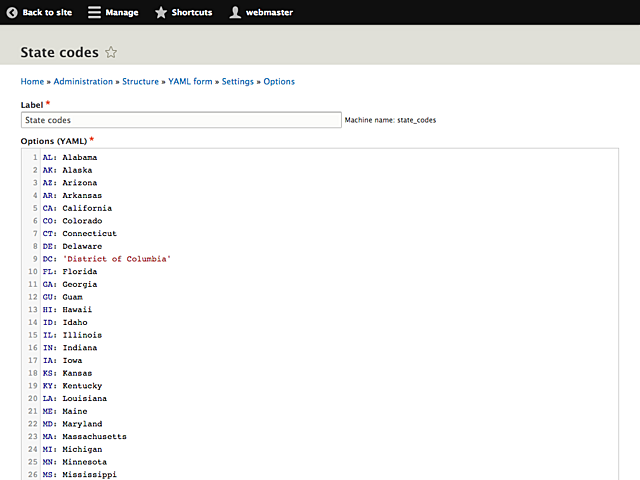 Back to site Manage Shortcuts webmaster
State codes
Home » Administration » Structure » YAML form » Settings » Options
Label *
State codes Machine name: state_codes
Options (YAML) *
1 AL: Alabama
2 AK: Alaska
3 AZ: Arizona
4 AR: Arkansas
5 CA: California
6 CO: Colorado
7 CT: Connecticut
8 DE: Delaware
9 DC: 'District of Columbia'
10 FL: Florida
11 GA: Georgia
12 GU: Guam
13 HI: Hawaii
14 ID: Idaho
15 IL: Illinois
16 IN: Indiana
17 IA: Iowa
18 KS: Kansas
19 KY: Kentucky
20 LA: Louisiana
21 ME: Maine
22 MD: Maryland
23 MA: Massachusetts
24 MI: Michigan
25 MN: Minnesota
26 MS: Mississippi